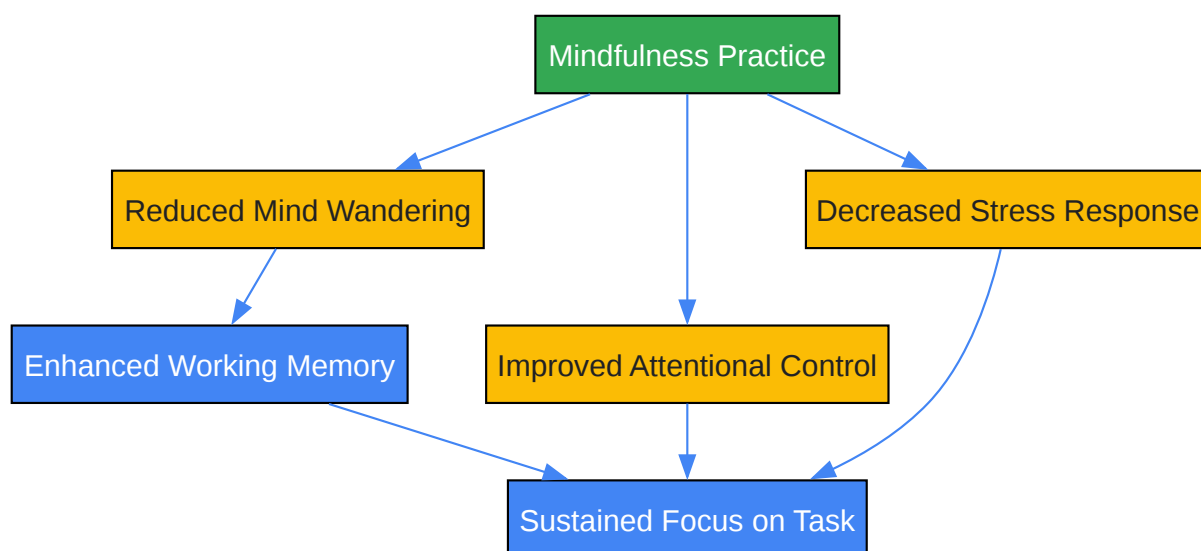 Mindfulness Practice
Reduced Mind Wandering
Decreased Stress Response
Enhanced Working Memory
Improved Attentional Control
Sustained Focus on Task